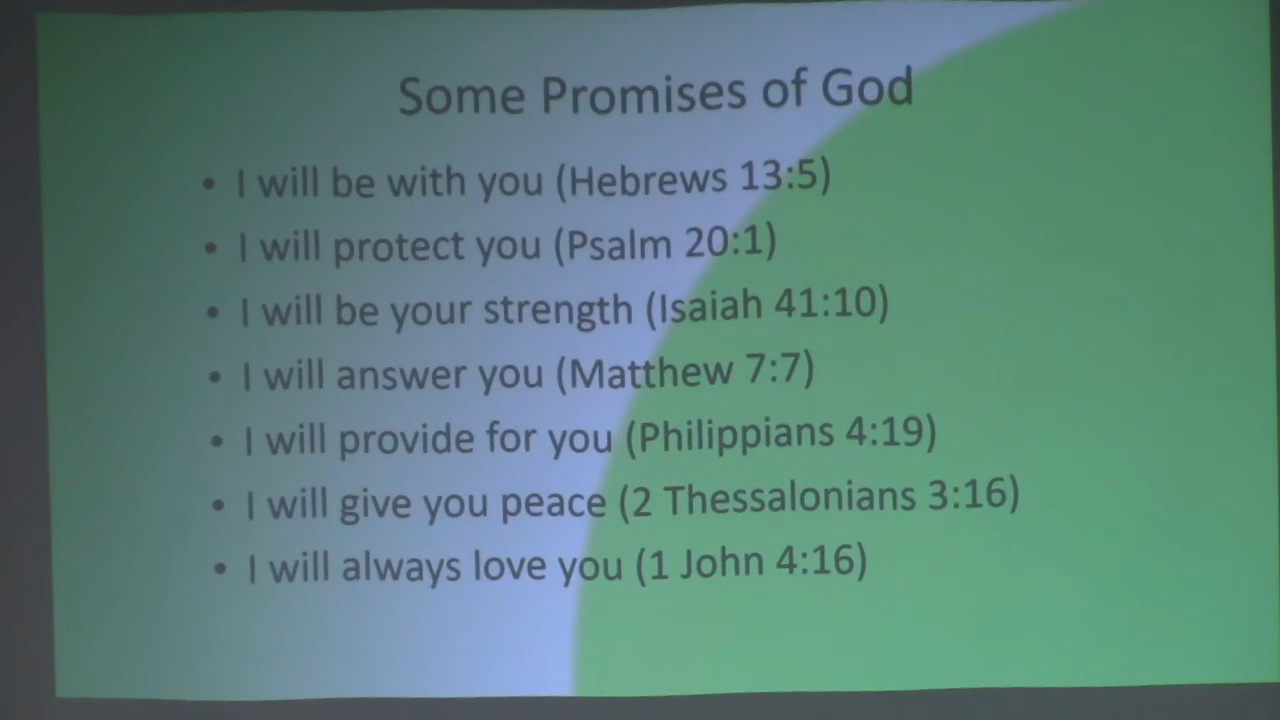 Some Promises of God
• I will be with you (Hebrews 13:5)
• I will protect you (Psalm 20:1)
• I will be your strength (Isaiah 41:10)
• I will answer you (Matthew 7:7)
• I will provide for you (Philippians 4:19)
• I will give you peace (2 Thessalonians 3:16)
• I will always love you (1 John 4:16)